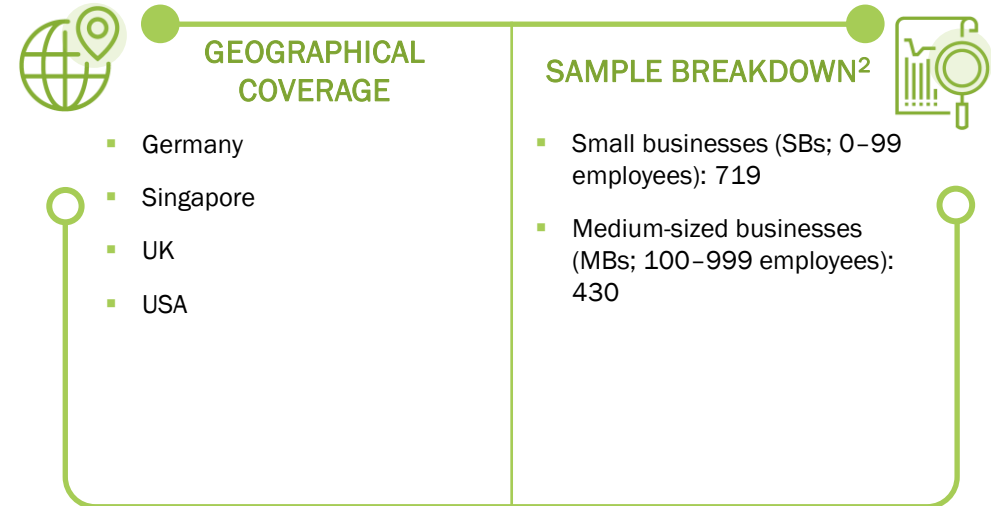 GEOGRAPHICAL
COVERAGE
▪ Germany
▪ Singapore
▪ UK
▪ USA
SAMPLE BREAKDOWN²
▪ Small businesses (SBs; 0–99
employees): 719
▪ Medium-sized businesses
(MBs; 100–999 employees):
430